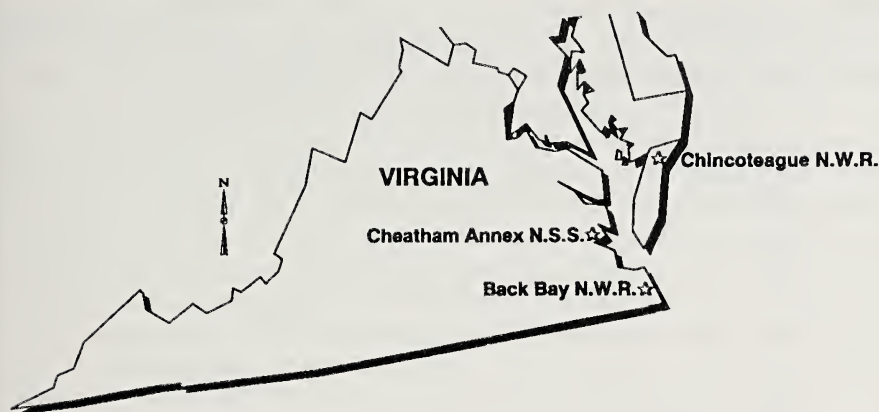 Chincoteague N.W.R.
VIRGINIA
N
Cheatham Annex N.S.S.
Back Bay N.W.R.